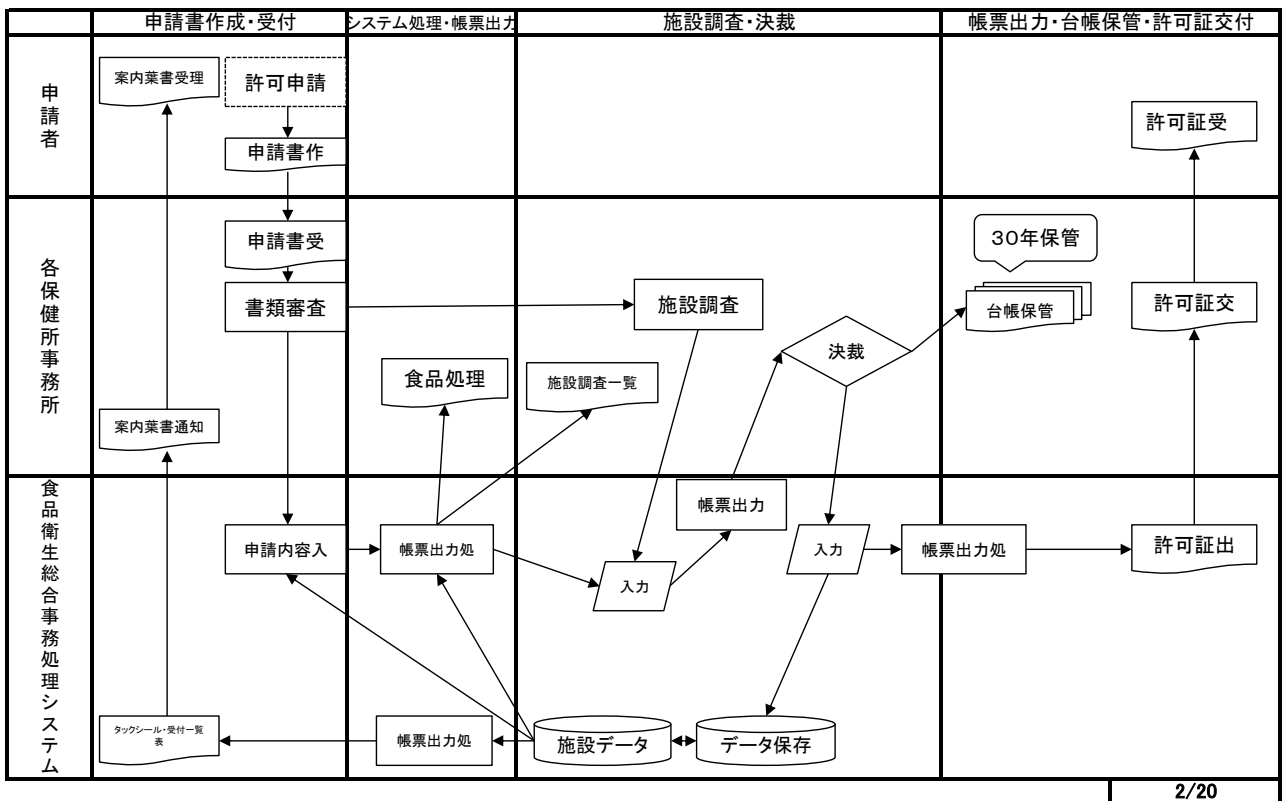 申請書作成・受付
システム処理・帳票出力
施設調査・決裁
帳票出力・台帳保管・許可証交付
申請者
案内葉書受理
許可申請
申請書作
許可証受
各保健所事務所
申請書受
書類審査
施設調査
30年保管
台帳保管
許可証交
決裁
食品処理
施設調査一覧
案内葉書通知
食品衛生総合事務処理システム
申請内容入
帳票出力処
入力
帳票出力
入力
帳票出力処
許可証出
タックシール・受付一覧
表
帳票出力処
施設データ
データ保存
2/20